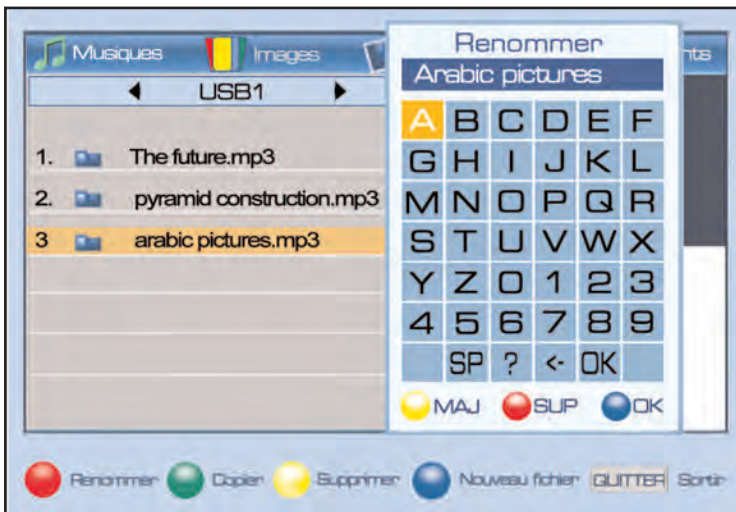 Musiques Images nts
USB1
1. The future.mp3
2. pyramid construction.mp3
3 arabic pictures.mp3
Renommer
Arabic pictures
A B C D E F
G H I J K L
M N O P Q R
S T U V W X
Y Z 0 1 2 3
4 5 6 7 8 9
SP ? <- OK
MAJ SUP OK
Renommer Copier Supprimer Nouveau fichier QUITTER Sortir